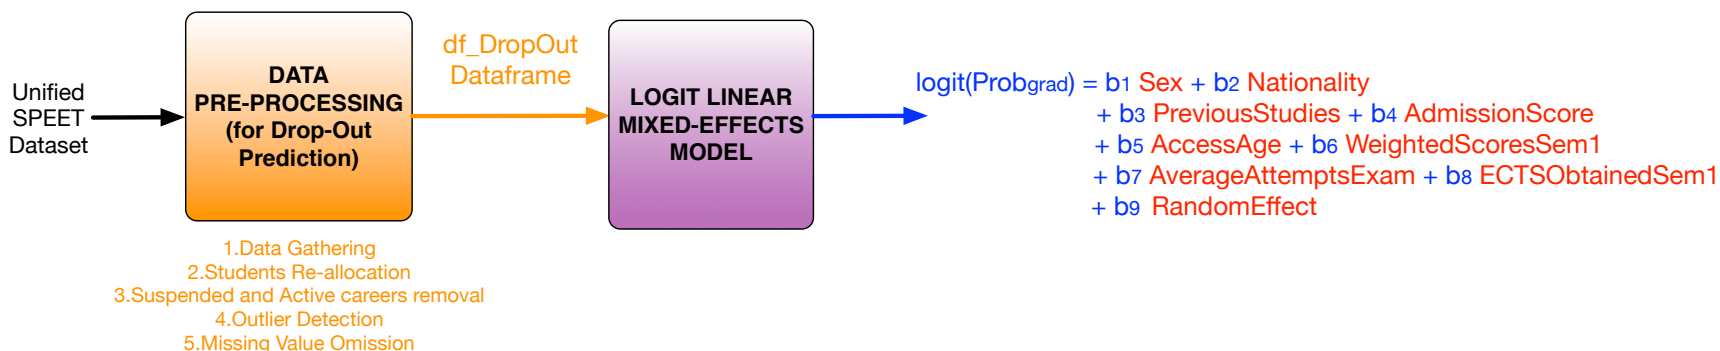 Unified
SPEET
Dataset
DATA
PRE-PROCESSING
(for Drop-Out
Prediction)
df_DropOut
Dataframe
LOGIT LINEAR
MIXED-EFFECTS
MODEL
logit(Probgrad) = b1 Sex + b2 Nationality
+ b3 PreviousStudies + b4 AdmissionScore
+ b5 AccessAge + b6 WeightedScoresSem1
+ b7 AverageAttemptsExam + b8 ECTSObtainedSem1
+ b9 RandomEffect
1.Data Gathering
2.Students Re-allocation
3.Suspended and Active careers removal
4.Outlier Detection
5.Missing Value Omission